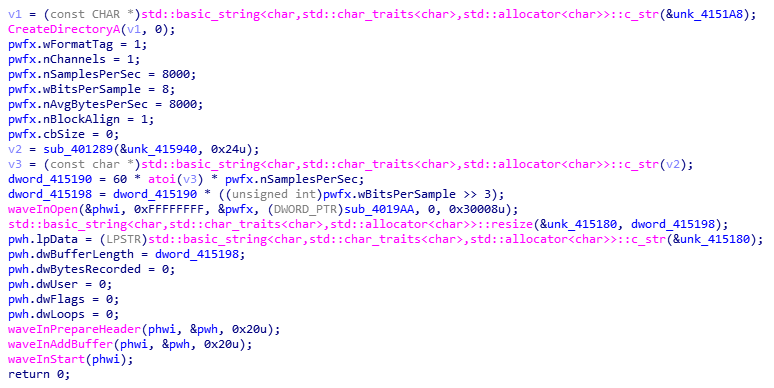 v1 = (const CHAR *)std::basic_string<char,std::char_traits<char>,std::allocator<char>>::c_str(&unk_4151A8);
CreateDirectoryA(v1, 0);
pwfx.wFormatTag = 1;
pwfx.nChannels = 1;
pwfx.nSamplesPerSec = 8000;
pwfx.wBitsPerSample = 8;
pwfx.nAvgBytesPerSec = 8000;
pwfx.nBlockAlign = 1;
pwfx.cbSize = 0;
v2 = sub_401289(&unk_415940, 0x24u);
v3 = (const char *)std::basic_string<char,std::char_traits<char>,std::allocator<char>>::c_str(v2);
dword_415190 = 60 * atoi(v3) * pwfx.nSamplesPerSec;
dword_415198 = dword_415190 * ((unsigned int)pwfx.wBitsPerSample >> 3);
waveInOpen(&phwi, 0xFFFFFFFF, &pwfx, (DWORD_PTR)sub_4019AA, 0, 0x30008u);
std::basic_string<char,std::char_traits<char>,std::allocator<char>>::resize(&unk_415180, dword_415198);
pwh.lpData = (LPSTR)std::basic_string<char,std::char_traits<char>,std::allocator<char>>::c_str(&unk_415180);
pwh.dwBufferLength = dword_415198;
pwh.dwBytesRecorded = 0;
pwh.dwUser = 0;
pwh.dwFlags = 0;
pwh.dwLoops = 0;
waveInPrepareHeader(phwi, &pwh, 0x20u);
waveInAddBuffer(phwi, &pwh, 0x20u);
waveInStart(phwi);
return 0;